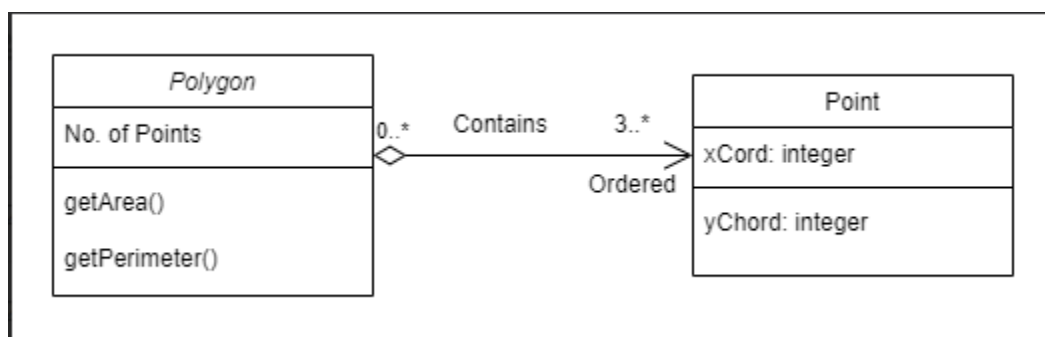 Polygon
No. of Points
getArea()
getPerimeter()
0..*
Contains
3..*
Ordered
Point
xCord: integer
yChord: integer